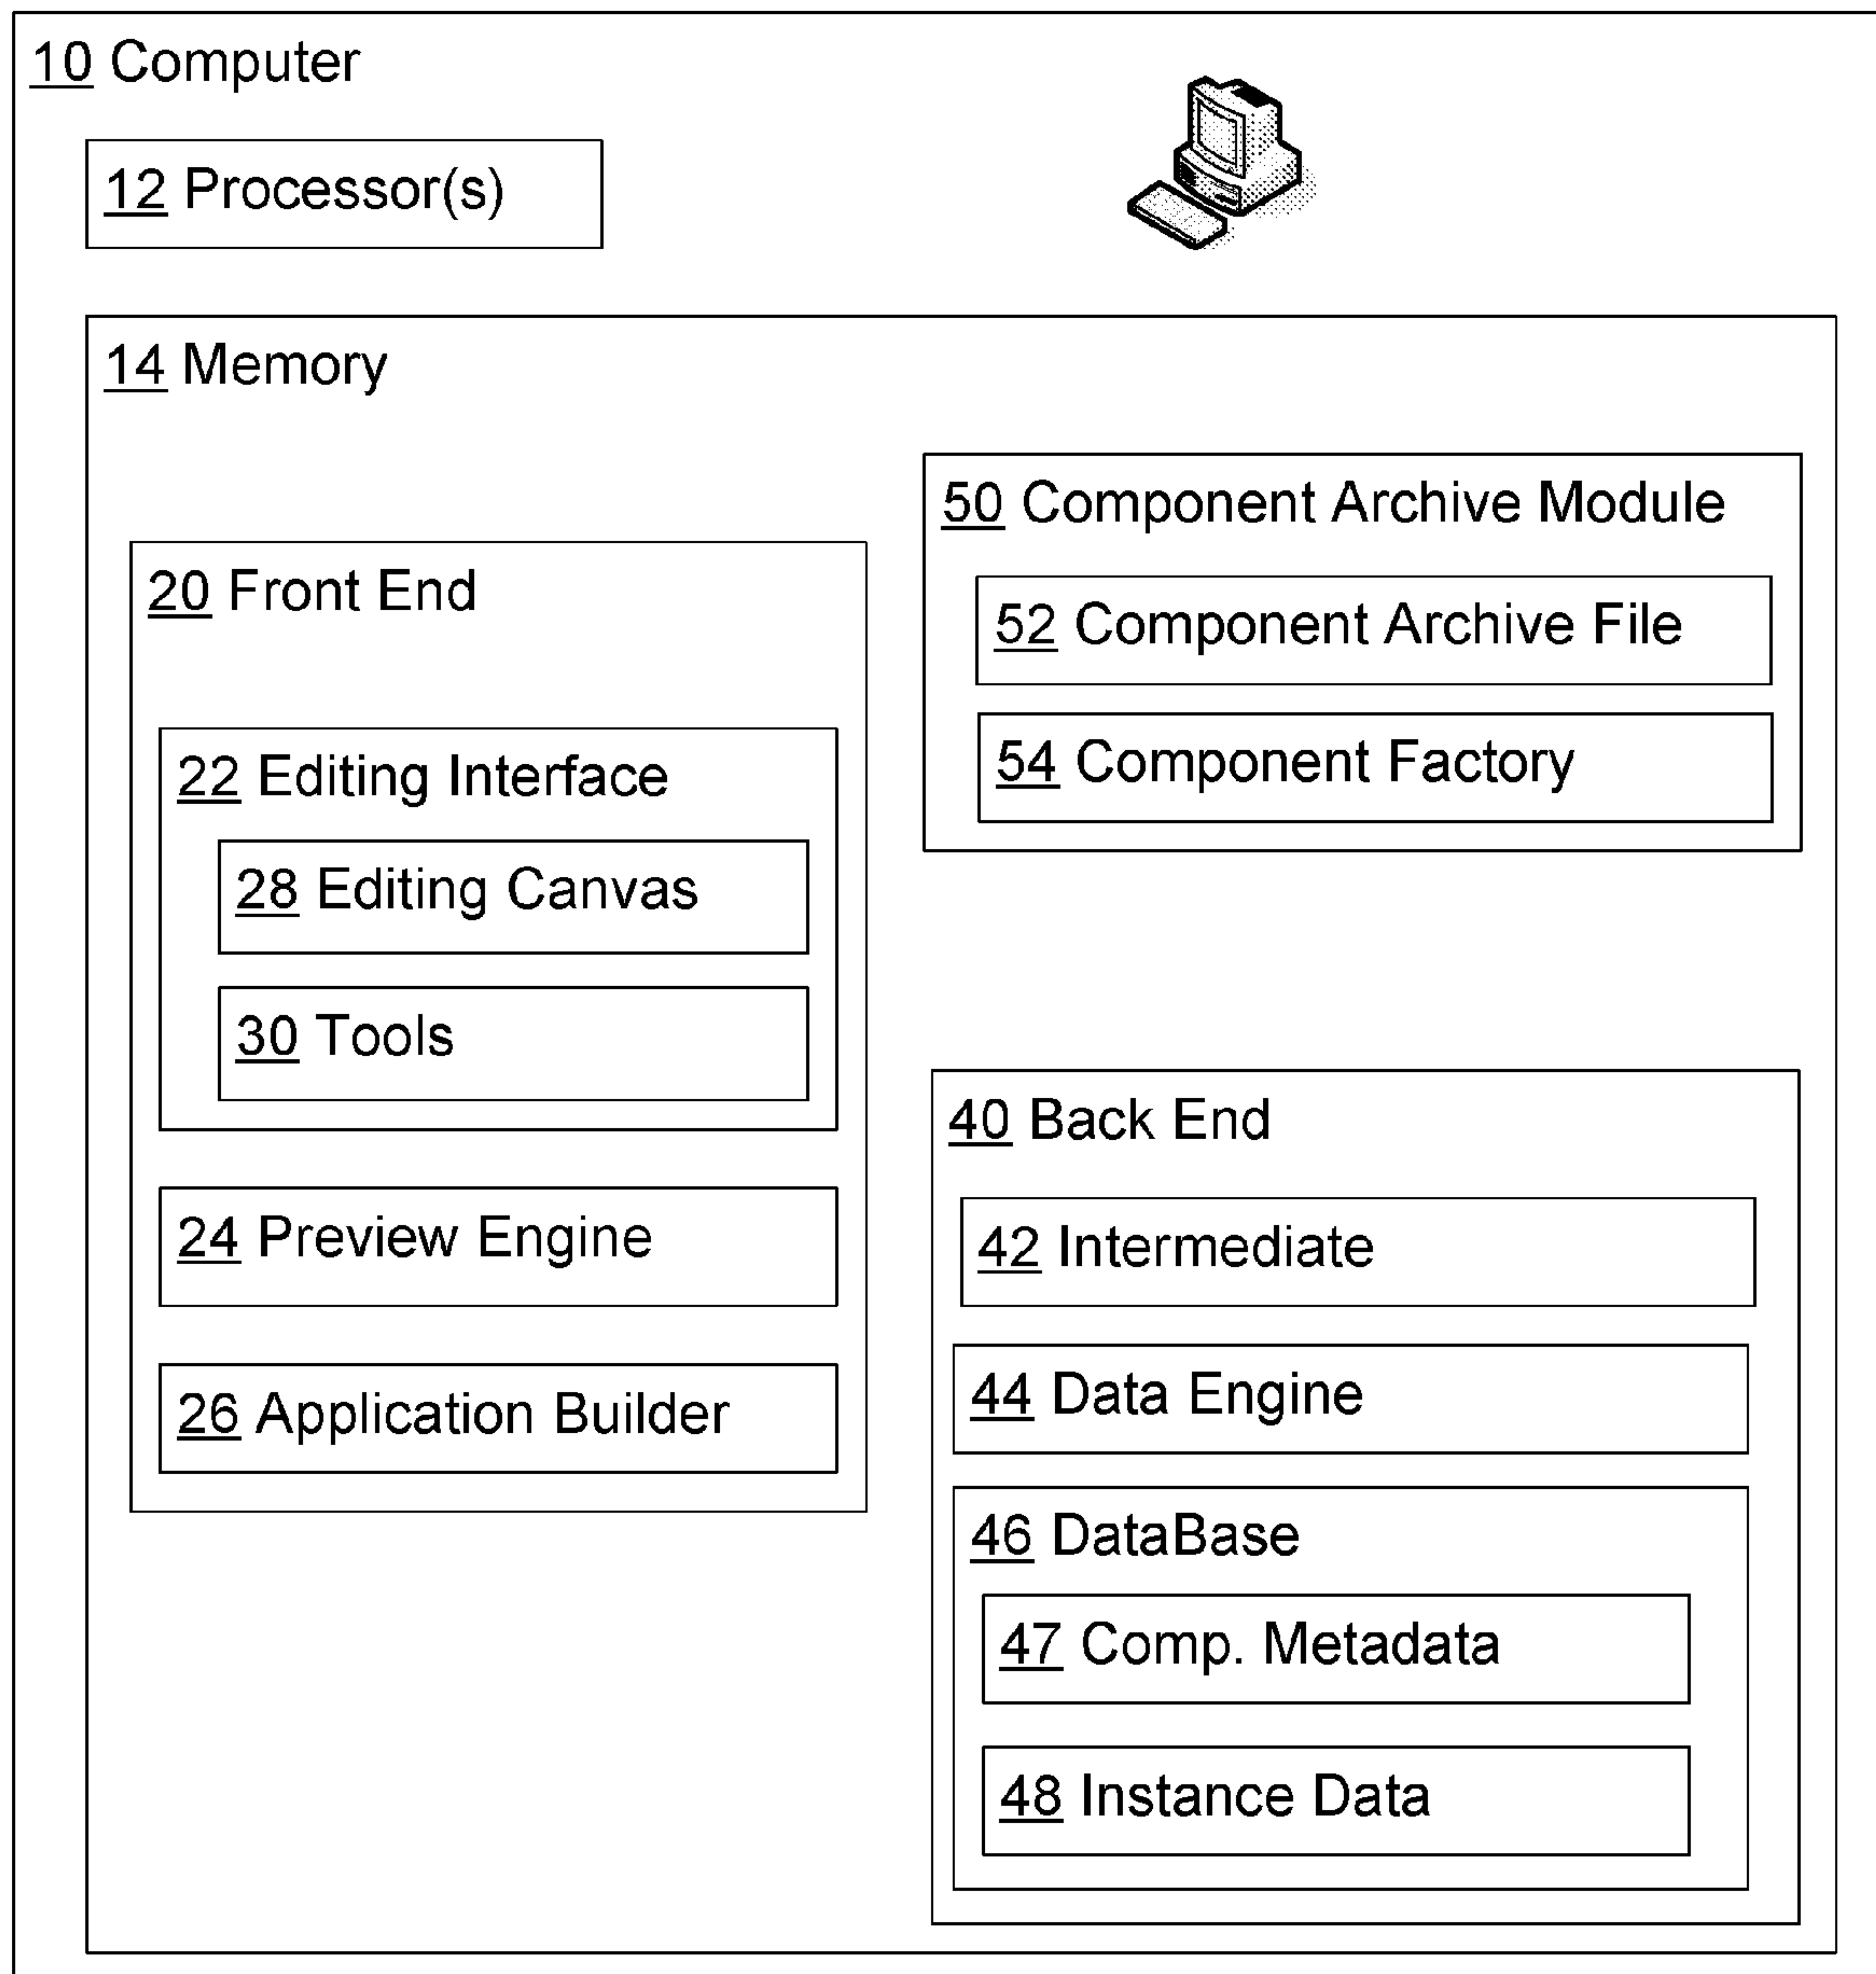 10 Computer
12 Processor(s)
14 Memory
20 Front End
22 Editing Interface
28 Editing Canvas
30 Tools
24 Preview Engine
26 Application Builder
50 Component Archive Module
52 Component Archive File
54 Component Factory
40 Back End
42 Intermediate
44 Data Engine
46 DataBase
47 Comp. Metadata
48 Instance Data